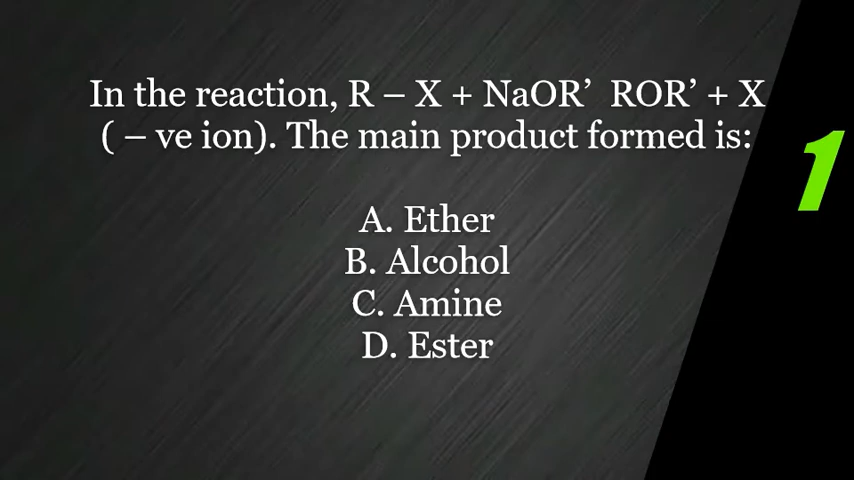 In the reaction, R – X + NaOR’ ROR’ + X
( – ve ion). The main product formed is:
A. Ether
B. Alcohol
C. Amine
D. Ester
1